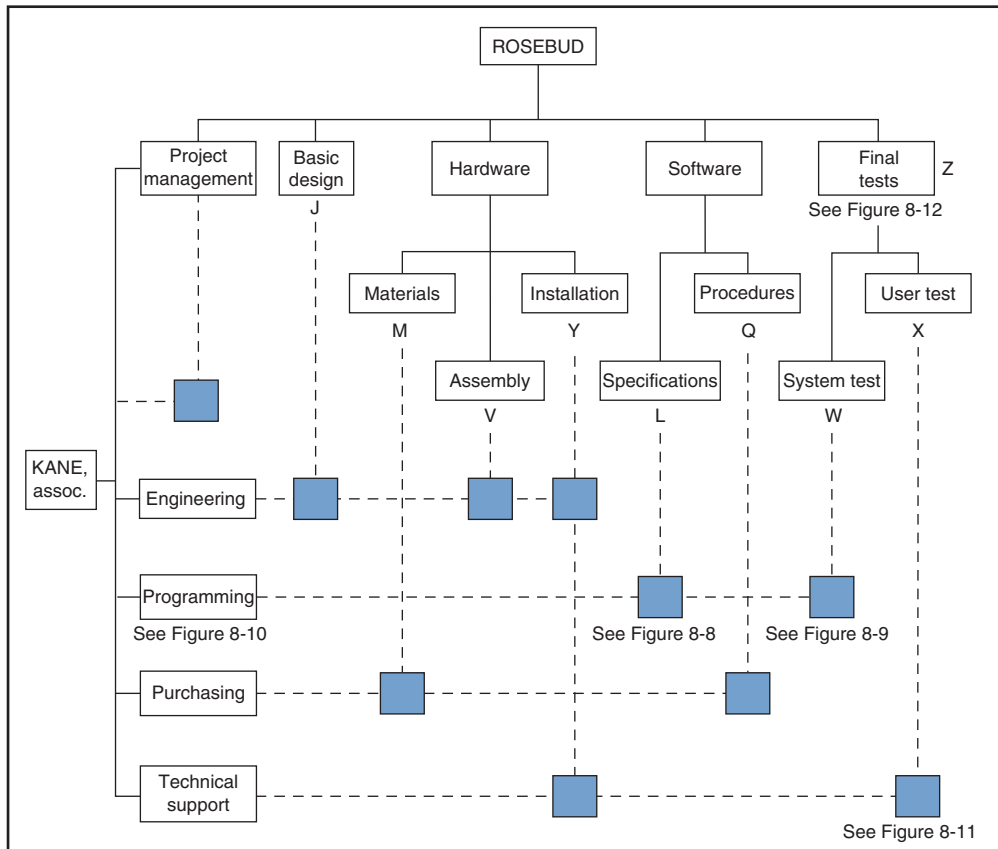 ROSEBUD
Project
management
Basic
design
Hardware
Software
Final
tests
Z
J
See Figure 8-12
Materials
Installation
Procedures
User test
M
Y
Q
X
Assembly
Specifications
System test
V
L
W
KANE,
assoc.
Engineering
Programming
See Figure 8-10
See Figure 8-8
See Figure 8-9
Purchasing
Technical
support
See Figure 8-11